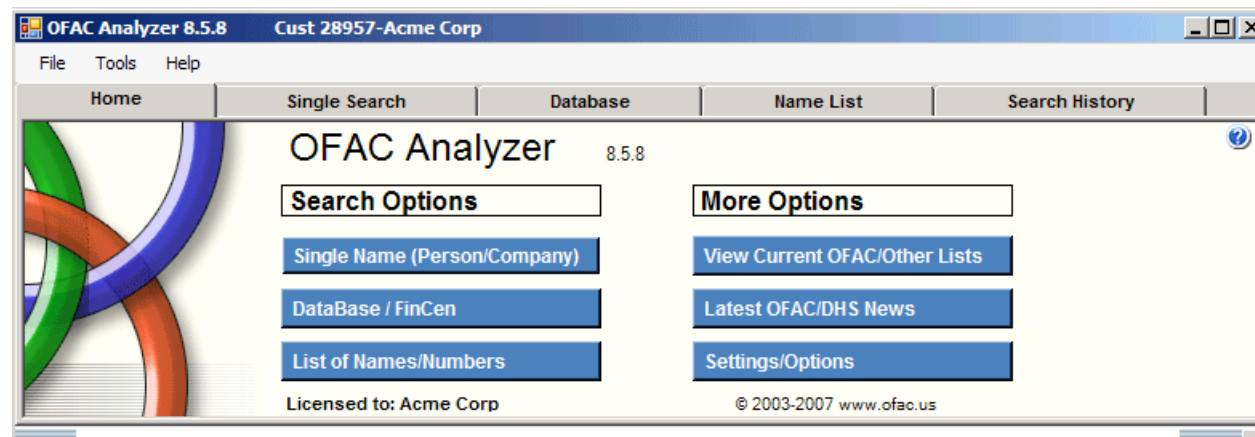 OFAC Analyzer 8.5.8 Cust 28957-Acme Corp
File Tools Help
Home Single Search Database Name List Search History
OFAC Analyzer 8.5.8
Search Options More Options
Single Name (Person/Company) View Current OFAC/Other Lists
DataBase / FinCen Latest OFAC/DHS News
List of Names/Numbers Settings/Options
Licensed to: Acme Corp © 2003-2007 www.ofac.us